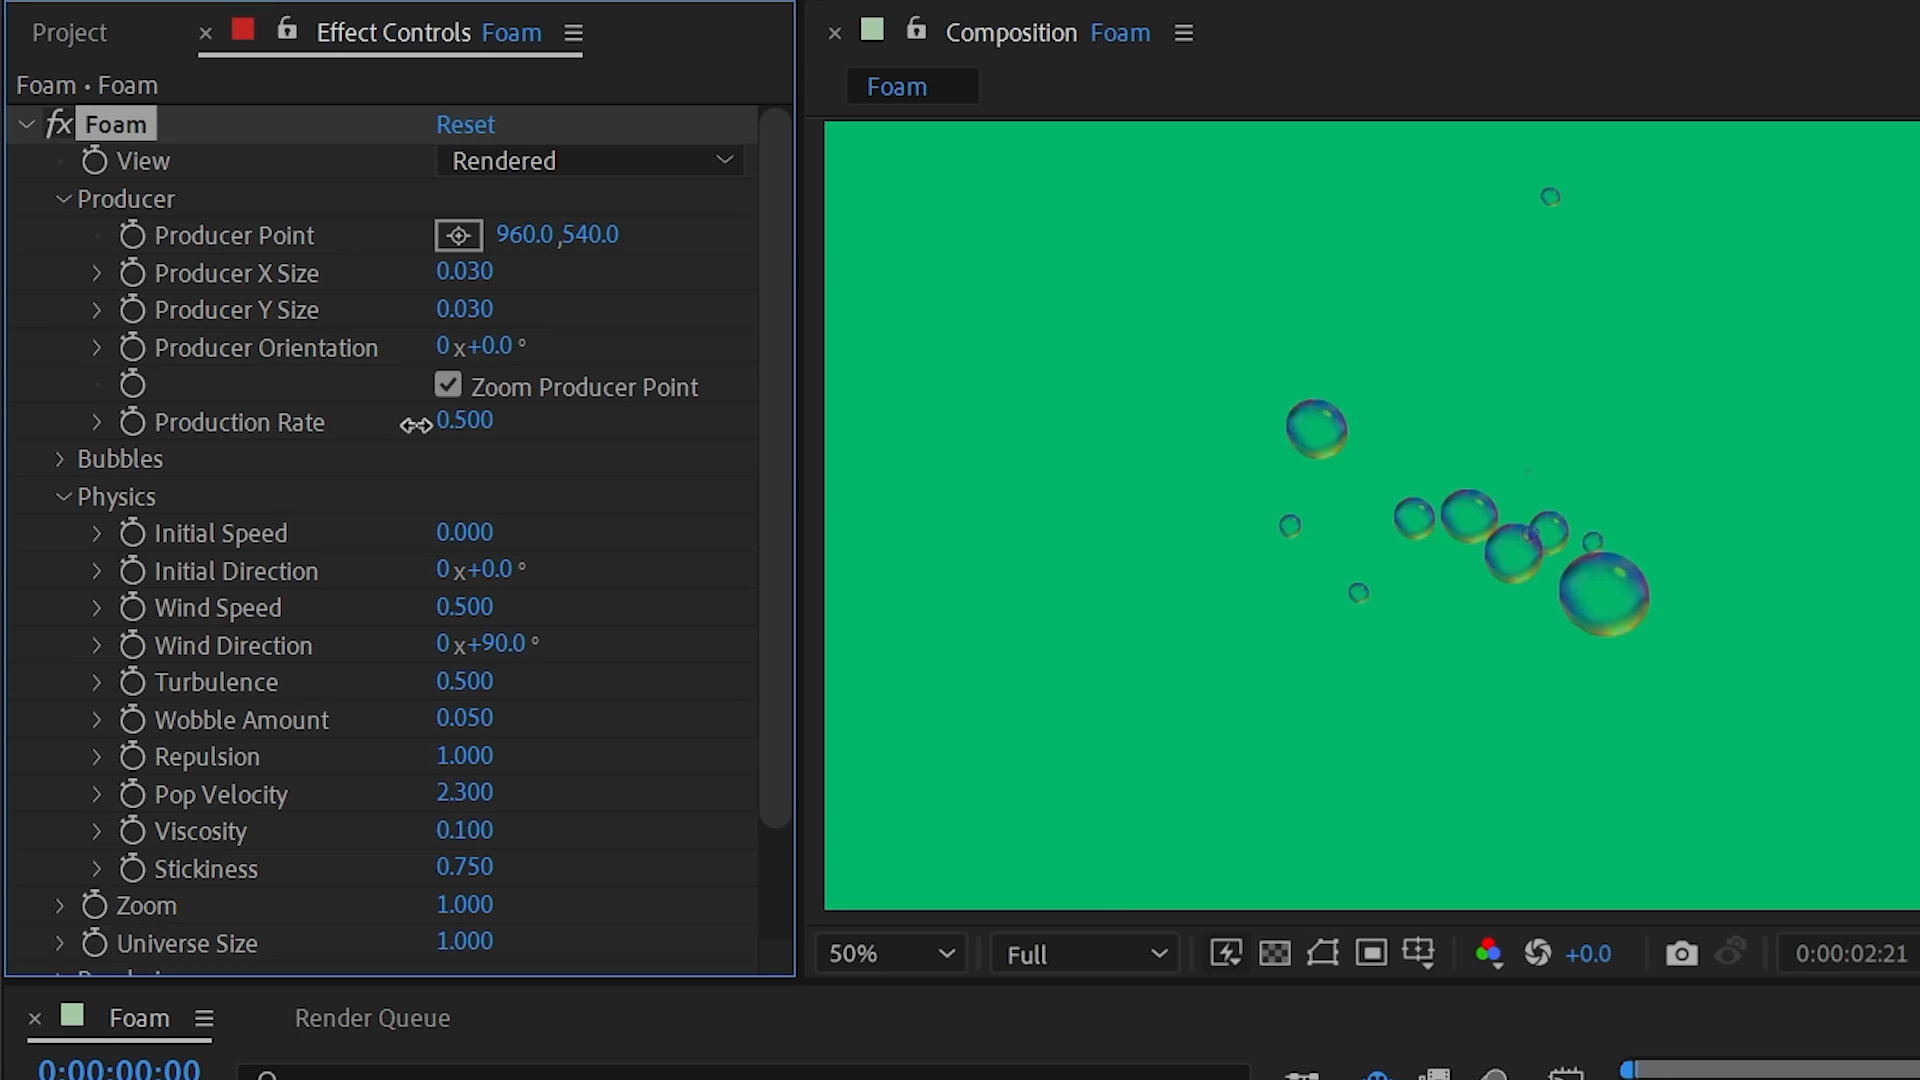 Project
× Effect Controls Foam
Foam • Foam
fx Foam Reset
View Rendered
Producer
Producer Point 960.0 ,540.0
Producer X Size 0.030
Producer Y Size 0.030
Producer Orientation 0 x+0.0 °
Zoom Producer Point
Production Rate 0.500
Bubbles
Physics
Initial Speed 0.000
Initial Direction 0 x+0.0 °
Wind Speed 0.500
Wind Direction 0 x+90.0 °
Turbulence 0.500
Wobble Amount 0.050
Repulsion 1.000
Pop Velocity 2.300
Viscosity 0.100
Stickiness 0.750
Zoom 1.000
Universe Size 1.000
× Composition Foam
Foam
50% Full +0.0 0:00:02:21
× Foam Render Queue
0:00:00:00